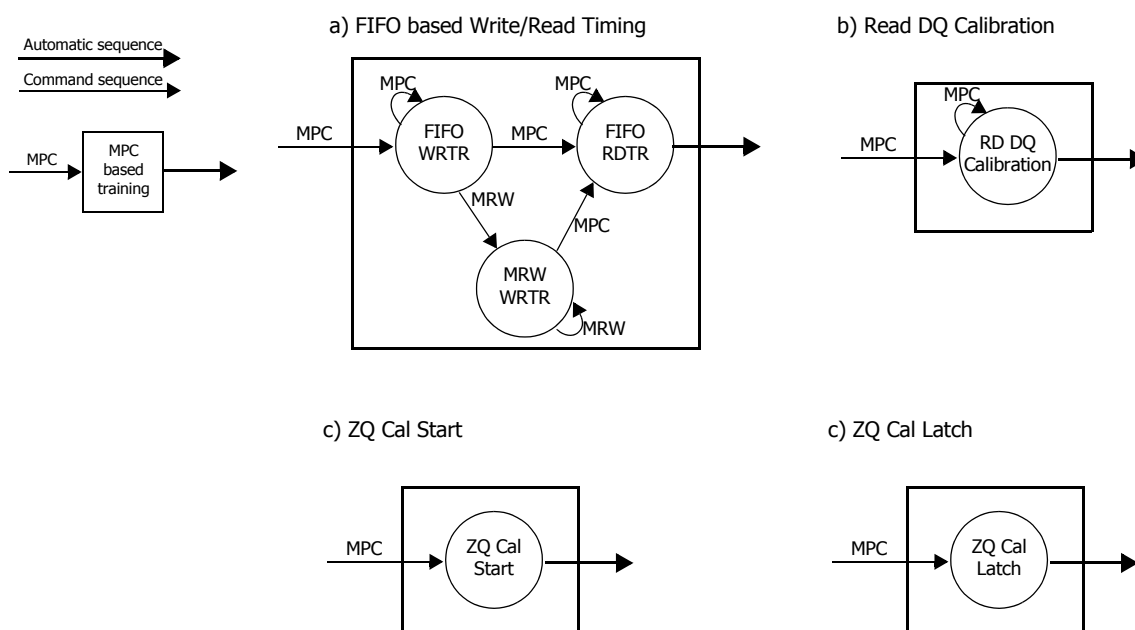 Automatic sequence
Command sequence
MPC
MPC
based
training
a) FIFO based Write/Read Timing
MPC
MPC
FIFO
WRTR
MPC
MPC
FIFO
RDTR
MRW
MPC
MRW
WRTR
MRW
b) Read DQ Calibration
MPC
MPC
RD DQ
Calibration
c) ZQ Cal Start
MPC
ZQ Cal
Start
c) ZQ Cal Latch
MPC
ZQ Cal
Latch